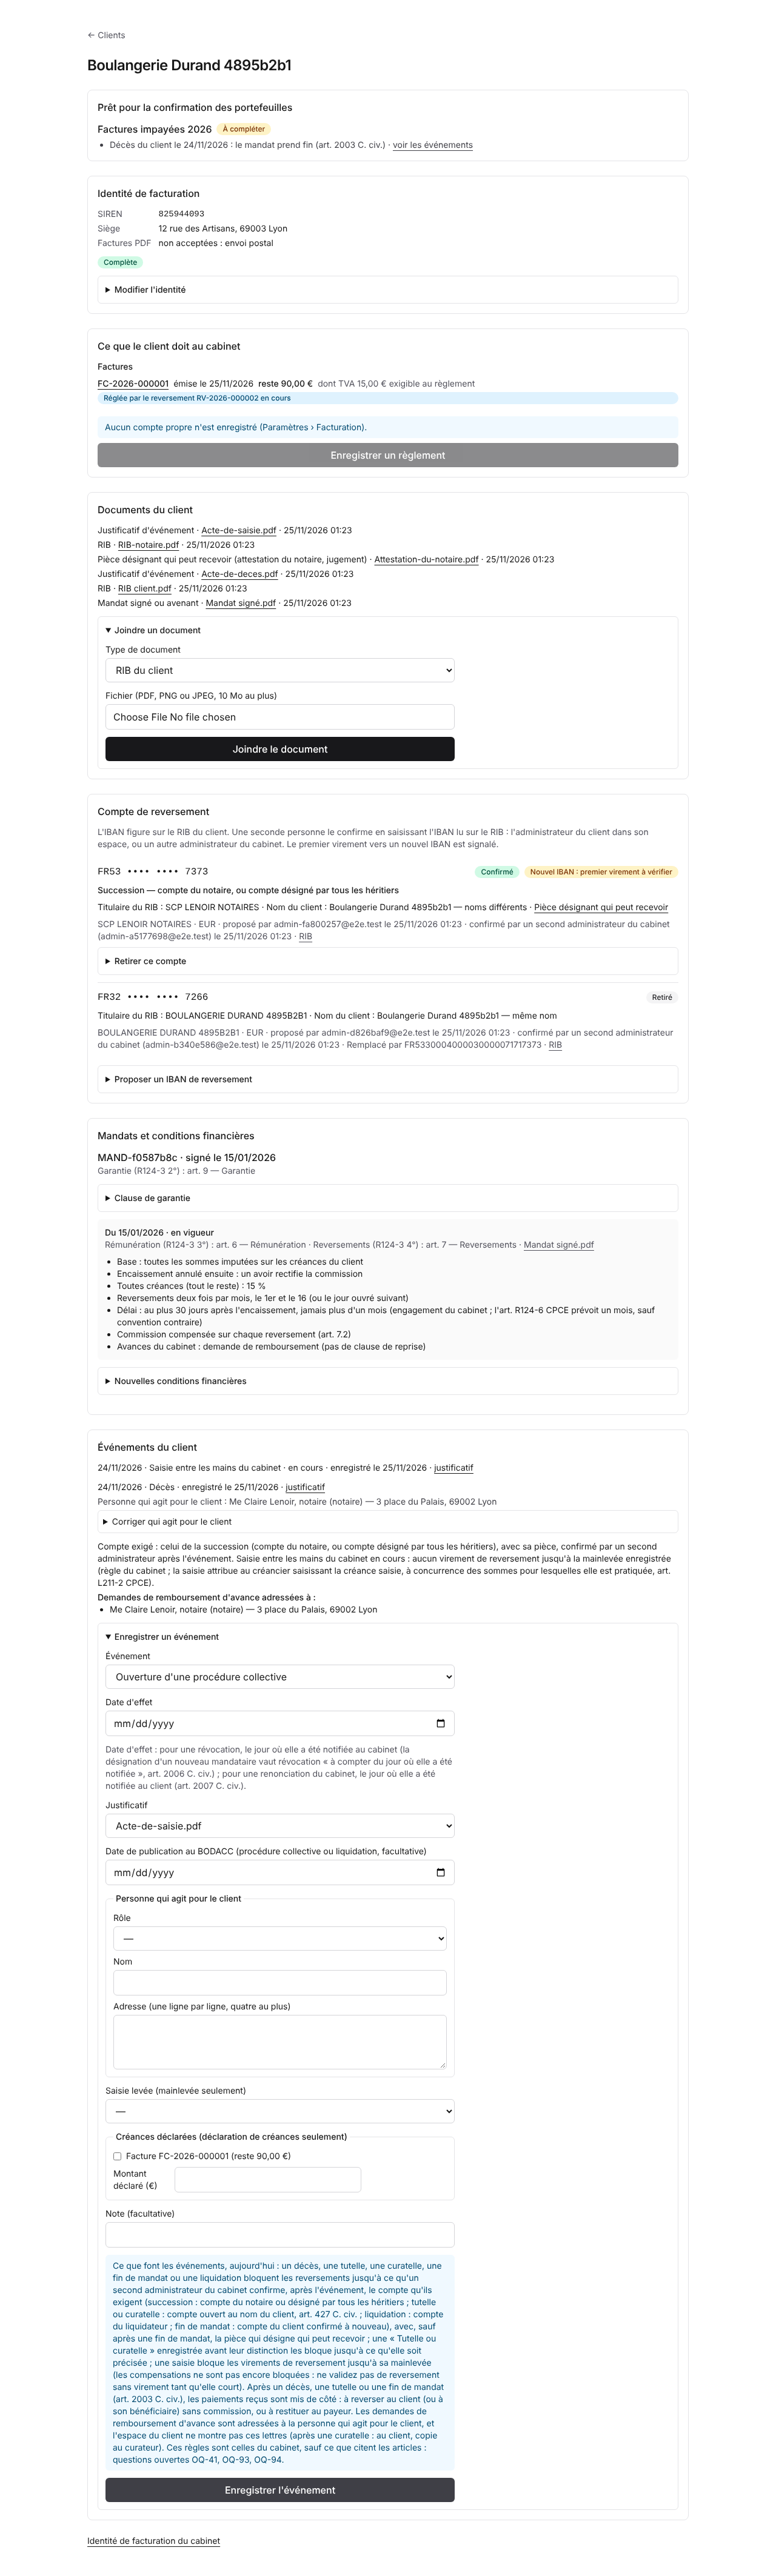 ← Clients
Boulangerie Durand 4895b2b1
Prêt pour la confirmation des portefeuilles
Factures impayées 2026 À compléter
• Décès du client le 24/11/2026 : le mandat prend fin (art. 2003 C. civ.) · voir les événements
Identité de facturation
SIREN 825944093
Siège 12 rue des Artisans, 69003 Lyon
Factures PDF non acceptées : envoi postal
Complète
▶ Modifier l'identité
Ce que le client doit au cabinet
Factures
FC-2026-000001 émise le 25/11/2026 reste 90,00 € dont TVA 15,00 € exigible au règlement
Réglée par le reversement RV-2026-000002 en cours
Aucun compte propre n'est enregistré (Paramètres › Facturation).
Enregistrer un règlement
Documents du client
Justificatif d'événement · Acte-de-saisie.pdf · 25/11/2026 01:23
RIB · RIB-notaire.pdf · 25/11/2026 01:23
Pièce désignant qui peut recevoir (attestation du notaire, jugement) · Attestation-du-notaire.pdf · 25/11/2026 01:23
Justificatif d'événement · Acte-de-deces.pdf · 25/11/2026 01:23
RIB · RIB client.pdf · 25/11/2026 01:23
Mandat signé ou avenant · Mandat signé.pdf · 25/11/2026 01:23
▼ Joindre un document
Type de document
RIB du client
Fichier (PDF, PNG ou JPEG, 10 Mo au plus)
Choose File No file chosen
Joindre le document
Compte de reversement
L'IBAN figure sur le RIB du client. Une seconde personne le confirme en saisissant l'IBAN lu sur le RIB : l'administrateur du client dans son
espace, ou un autre administrateur du cabinet. Le premier virement vers un nouvel IBAN est signalé.
FR53 •••• •••• 7373 Confirmé Nouvel IBAN : premier virement à vérifier
Succession — compte du notaire, ou compte désigné par tous les héritiers
Titulaire du RIB : SCP LENOIR NOTAIRES · Nom du client : Boulangerie Durand 4895b2b1 — noms différents · Pièce désignant qui peut recevoir
SCP LENOIR NOTAIRES · EUR · proposé par admin-fa800257@e2e.test le 25/11/2026 01:23 · confirmé par un second administrateur du cabinet
(admin-a5177698@e2e.test) le 25/11/2026 01:23 · RIB
▶ Retirer ce compte
FR32 •••• •••• 7266 Retiré
Titulaire du RIB : BOULANGERIE DURAND 4895B2B1 · Nom du client : Boulangerie Durand 4895b2b1 — même nom
BOULANGERIE DURAND 4895B2B1 · EUR · proposé par admin-d826baf9@e2e.test le 25/11/2026 01:23 · confirmé par un second administrateur
du cabinet (admin-b340e586@e2e.test) le 25/11/2026 01:23 · Remplacé par FR5330004000030000071717373 · RIB
▶ Proposer un IBAN de reversement
Mandats et conditions financières
MAND-f0587b8c · signé le 15/01/2026
Garantie (R124-3 2°) : art. 9 — Garantie
▶ Clause de garantie
Du 15/01/2026 · en vigueur
Rémunération (R124-3 3°) : art. 6 — Rémunération · Reversements (R124-3 4°) : art. 7 — Reversements · Mandat signé.pdf
• Base : toutes les sommes imputées sur les créances du client
• Encaissement annulé ensuite : un avoir rectifie la commission
• Toutes créances (tout le reste) : 15 %
• Reversements deux fois par mois, le 1er et le 16 (ou le jour ouvré suivant)
• Délai : au plus 30 jours après l'encaissement, jamais plus d'un mois (engagement du cabinet ; l'art. R124-6 CPCE prévoit un mois, sauf
convention contraire)
• Commission compensée sur chaque reversement (art. 7.2)
• Avances du cabinet : demande de remboursement (pas de clause de reprise)
▶ Nouvelles conditions financières
Événements du client
24/11/2026 · Saisie entre les mains du cabinet · en cours · enregistré le 25/11/2026 · justificatif
24/11/2026 · Décès · enregistré le 25/11/2026 · justificatif
Personne qui agit pour le client : Me Claire Lenoir, notaire (notaire) — 3 place du Palais, 69002 Lyon
▶ Corriger qui agit pour le client
Compte exigé : celui de la succession (compte du notaire, ou compte désigné par tous les héritiers), avec sa pièce, confirmé par un second
administrateur après l'événement. Saisie entre les mains du cabinet en cours : aucun virement de reversement jusqu'à la mainlevée enregistrée
(règle du cabinet ; la saisie attribue au créancier saisissant la créance saisie, à concurrence des sommes pour lesquelles elle est pratiquée, art.
L211-2 CPCE).
Demandes de remboursement d'avance adressées à :
• Me Claire Lenoir, notaire (notaire) — 3 place du Palais, 69002 Lyon
▼ Enregistrer un événement
Événement
Ouverture d'une procédure collective
Date d'effet
mm/dd/yyyy
Date d'effet : pour une révocation, le jour où elle a été notifiée au cabinet (la
désignation d'un nouveau mandataire vaut révocation « à compter du jour où elle a été
notifiée », art. 2006 C. civ.) ; pour une renonciation du cabinet, le jour où elle a été
notifiée au client (art. 2007 C. civ.).
Justificatif
Acte-de-saisie.pdf
Date de publication au BODACC (procédure collective ou liquidation, facultative)
mm/dd/yyyy
Personne qui agit pour le client
Rôle
—
Nom
Adresse (une ligne par ligne, quatre au plus)
Saisie levée (mainlevée seulement)
—
Créances déclarées (déclaration de créances seulement)
Facture FC-2026-000001 (reste 90,00 €)
Montant
déclaré (€)
Note (facultative)
Ce que font les événements, aujourd'hui : un décès, une tutelle, une curatelle, une
fin de mandat ou une liquidation bloquent les reversements jusqu'à ce qu'un
second administrateur du cabinet confirme, après l'événement, le compte qu'ils
exigent (succession : compte du notaire ou désigné par tous les héritiers ; tutelle
ou curatelle : compte ouvert au nom du client, art. 427 C. civ. ; liquidation : compte
du liquidateur ; fin de mandat : compte du client confirmé à nouveau), avec, sauf
après une fin de mandat, la pièce qui désigne qui peut recevoir ; une « Tutelle ou
curatelle » enregistrée avant leur distinction les bloque jusqu'à ce qu'elle soit
précisée ; une saisie bloque les virements de reversement jusqu'à sa mainlevée
(les compensations ne sont pas encore bloquées : ne validez pas de reversement
sans virement tant qu'elle court). Après un décès, une tutelle ou une fin de mandat
(art. 2003 C. civ.), les paiements reçus sont mis de côté : à reverser au client (ou à
son bénéficiaire) sans commission, ou à restituer au payeur. Les demandes de
remboursement d'avance sont adressées à la personne qui agit pour le client, et
l'espace du client ne montre pas ces lettres (après une curatelle : au client, copie
au curateur). Ces règles sont celles du cabinet, sauf ce que citent les articles :
questions ouvertes OQ-41, OQ-93, OQ-94.
Enregistrer l'événement
Identité de facturation du cabinet